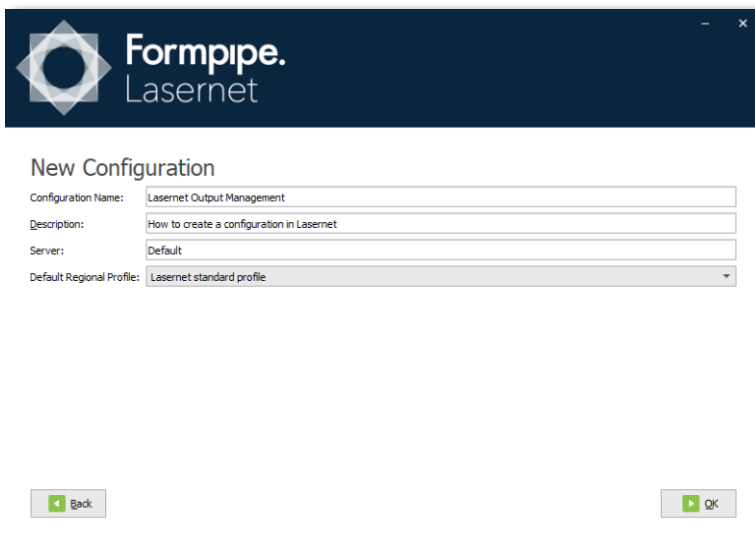 Formpipe.
Lasernet
New Configuration
Configuration Name: Lasernet Output Management
Description: How to create a configuration in Lasernet
Server: Default
Default Regional Profile: Lasernet standard profile
Back OK